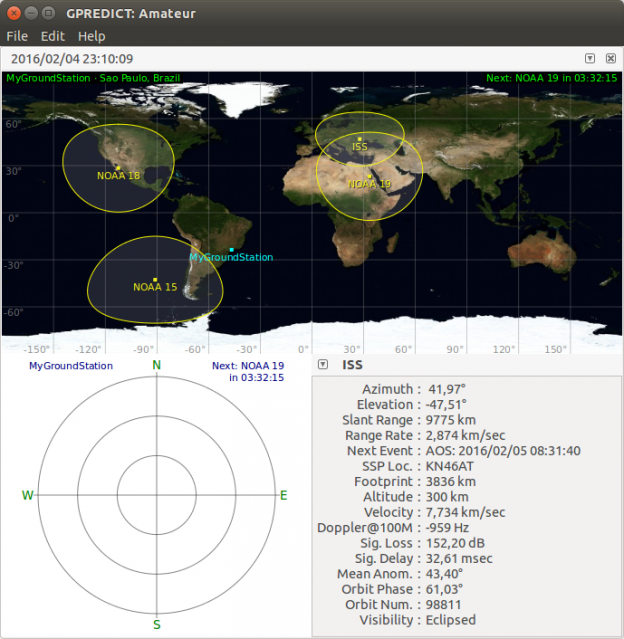 GPREDICT: Amateur
File Edit Help
2016/02/04 23:10:09
MyGroundStation · Sao Paulo, Brazil
Next: NOAA 19 in 03:32:15
60°
30°
0°
-30°
-60°
ISS
NOAA 18
NOAA 19
MyGroundStation
NOAA 15
-150° -120° -90° -60° -30° 0° 30° 60° 90° 120° 150°
MyGroundStation
Next: NOAA 19
in 03:32:15
N
W
E
S
ISS
Azimuth : 41,97°
Elevation : -47,51°
Slant Range : 9775 km
Range Rate : 2,874 km/sec
Next Event : AOS: 2016/02/05 08:31:40
SSP Loc. : KN46AT
Footprint : 3836 km
Altitude : 300 km
Velocity : 7,734 km/sec
Doppler@100M : -959 Hz
Sig. Loss : 152,20 dB
Sig. Delay : 32,61 msec
Mean Anom. : 43,40°
Orbit Phase : 61,03°
Orbit Num. : 98811
Visibility : Eclipsed